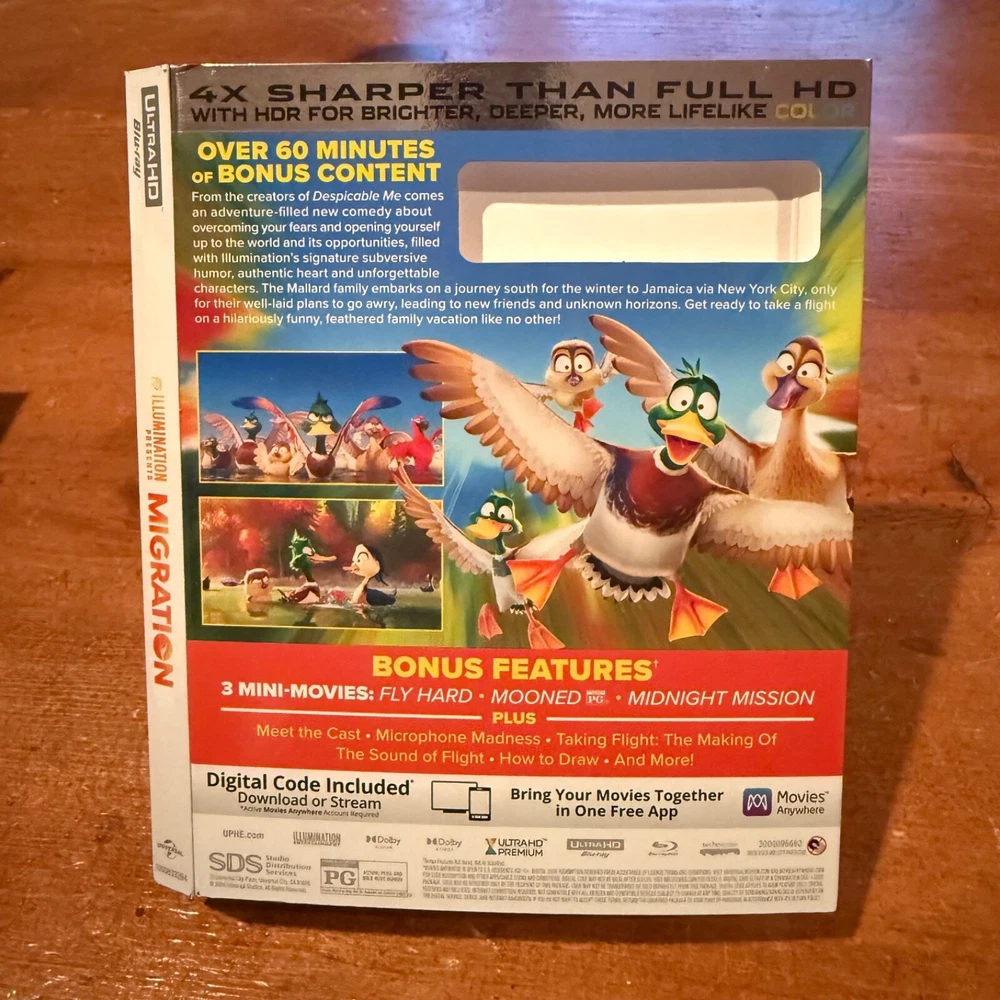 ULTRA HD
Blu-ray
ILLUMINATION
PRESENTS
MIGRATION
4X SHARPER THAN FULL HD
WITH HDR FOR BRIGHTER, DEEPER, MORE LIFELIKE COLOR
OVER 60 MINUTES
OF BONUS CONTENT
From the creators of Despicable Me comes
an adventure-filled new comedy about
overcoming your fears and opening yourself
up to the world and its opportunities, filled
with Illumination's signature subversive
humor, authentic heart and unforgettable
characters. The Mallard family embarks on a journey south for the winter to Jamaica via New York City, only
for their well-laid plans to go awry, leading to new friends and unknown horizons. Get ready to take a flight
on a hilariously funny, feathered family vacation like no other!
BONUS FEATURES†
3 MINI-MOVIES: FLY HARD • MOONED PG • MIDNIGHT MISSION
PLUS
Meet the Cast • Microphone Madness • Taking Flight: The Making Of
The Sound of Flight • How to Draw • And More!
Digital Code Included*
Download or Stream
*Active Movies Anywhere Account Required
Bring Your Movies Together
in One Free App
Movies™
Anywhere
UPHE.com
ILLUMINATION
Dolby
Dolby
ULTRAHD™
PREMIUM
ULTRA HD
Blu-ray
SDS Studio
Distribution
Services
PG